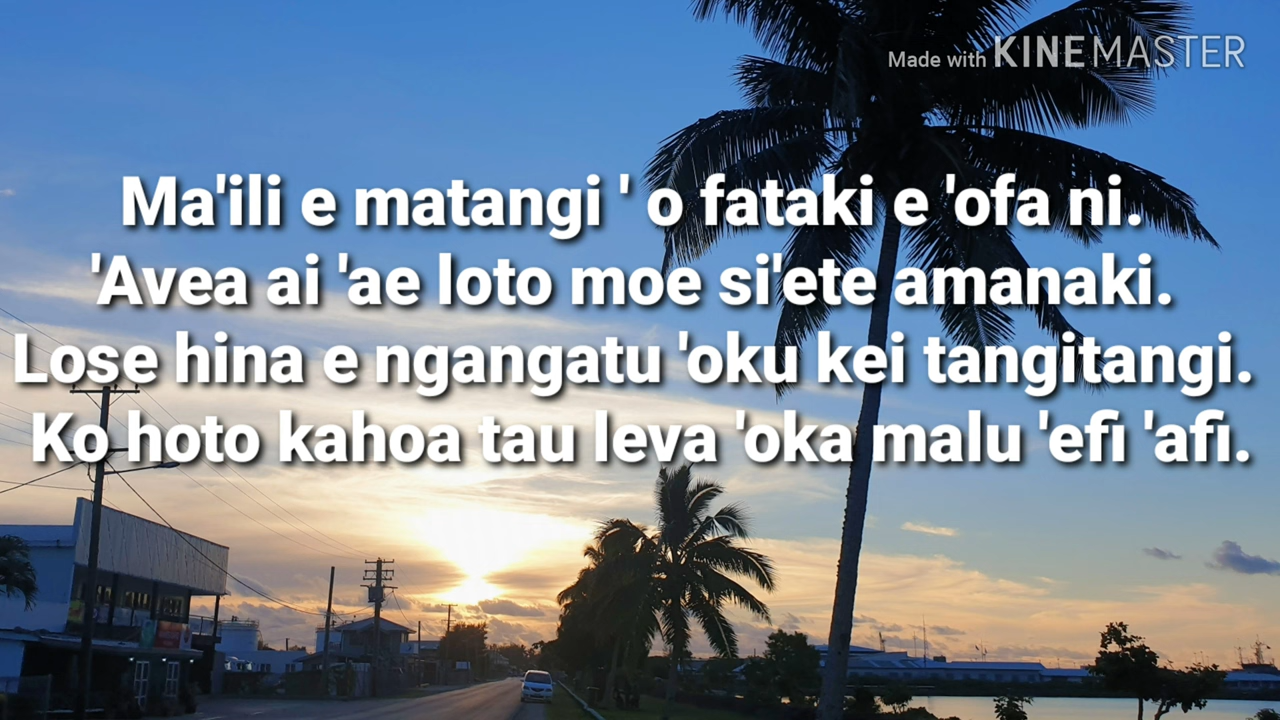 Made with KINEMASTER
Ma'ili e matangi ' o fataki e 'ofa ni.
'Avea ai 'ae loto moe si'ete amanaki.
Lose hina e ngangatu 'oku kei tangitangi.
Ko hoto kahoa tau leva 'oka malu 'efi 'afi.